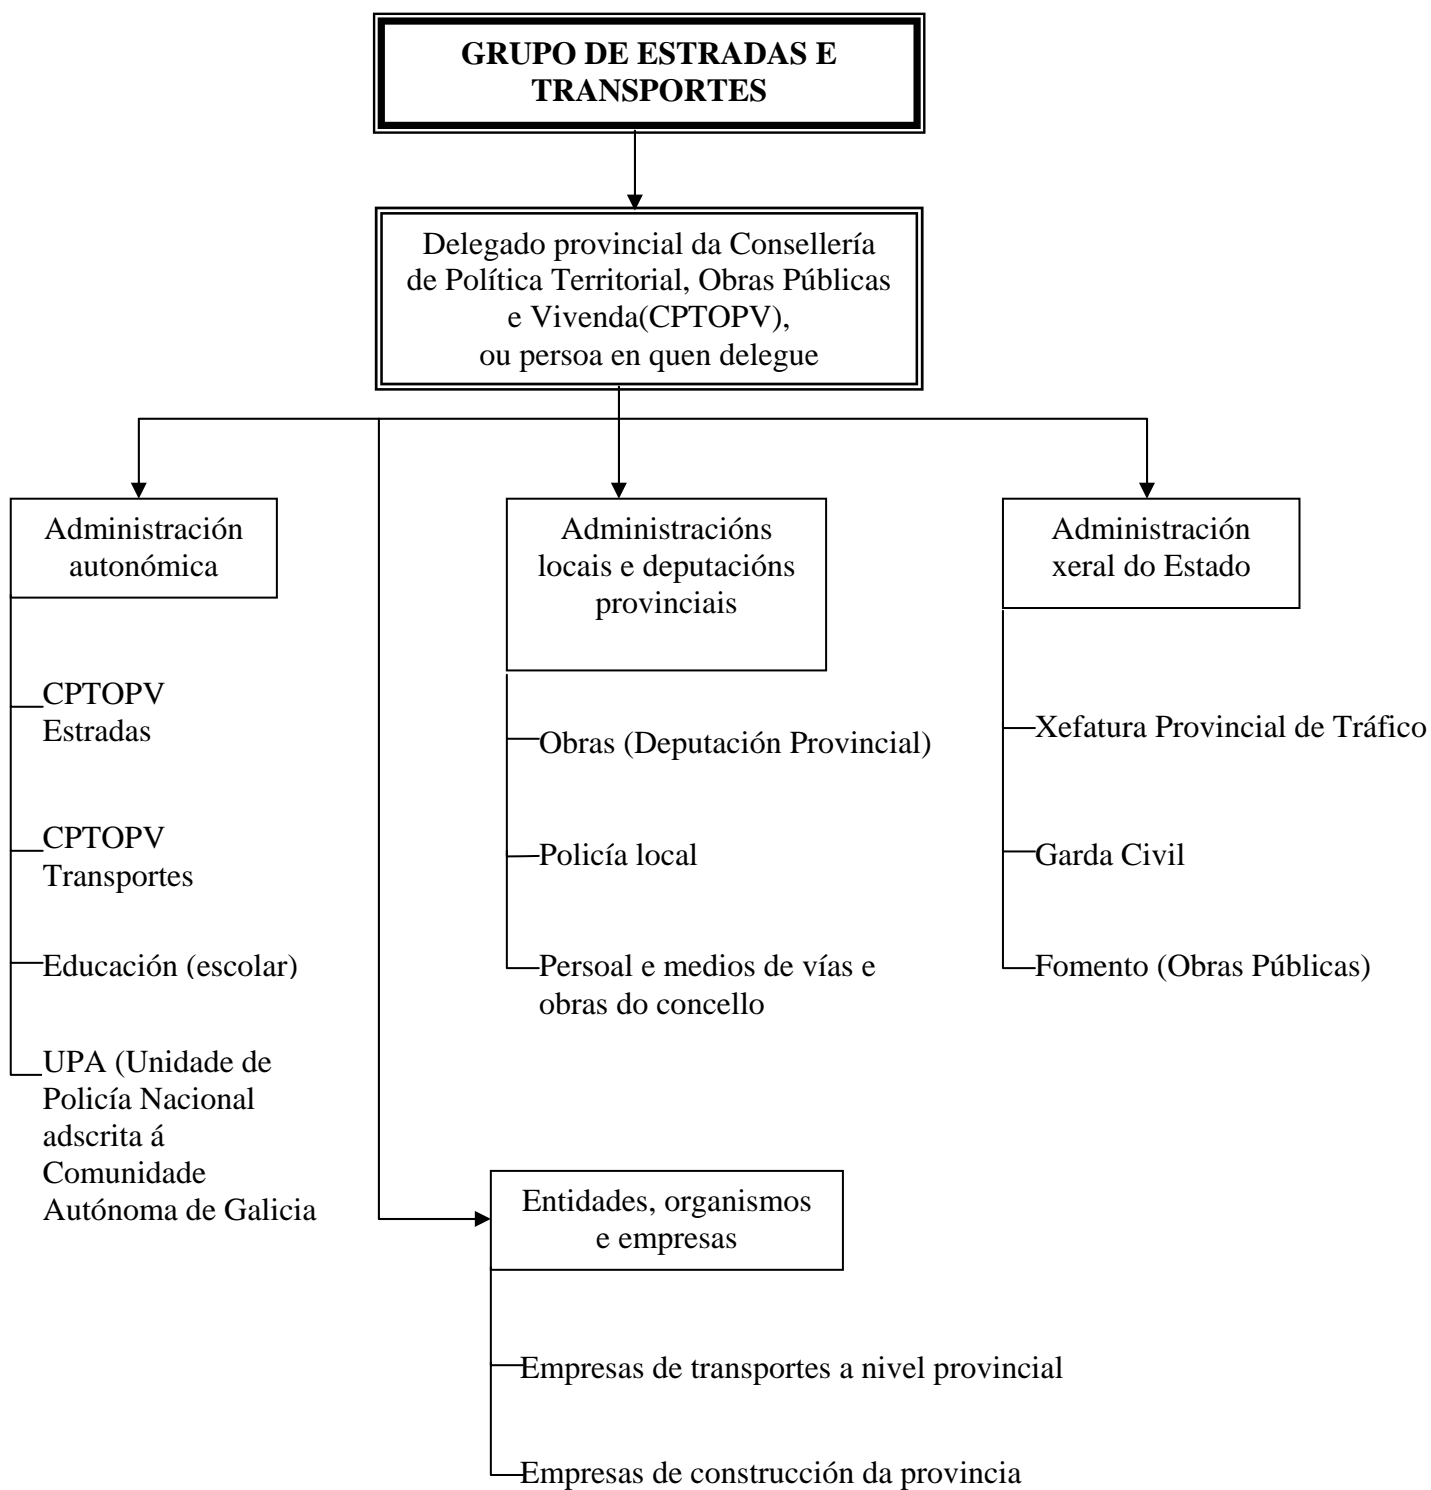 GRUPO DE ESTRADAS E
TRANSPORTES
Delegado provincial da Consellería
de Política Territorial, Obras Públicas
e Vivenda(CPTOPV),
ou persoa en quen delegue
Administración
autonómica
CPTOPV
Estradas
CPTOPV
Transportes
Educación (escolar)
UPA (Unidade de
Policía Nacional
adscrita á
Comunidade
Autónoma de Galicia
Administracións
locais e deputacións
provinciais
Obras (Deputación Provincial)
Policía local
Persoal e medios de vías e
obras do concello
Administración
xeral do Estado
Xefatura Provincial de Tráfico
Garda Civil
Fomento (Obras Públicas)
Entidades, organismos
e empresas
Empresas de transportes a nivel provincial
Empresas de construcción da provincia